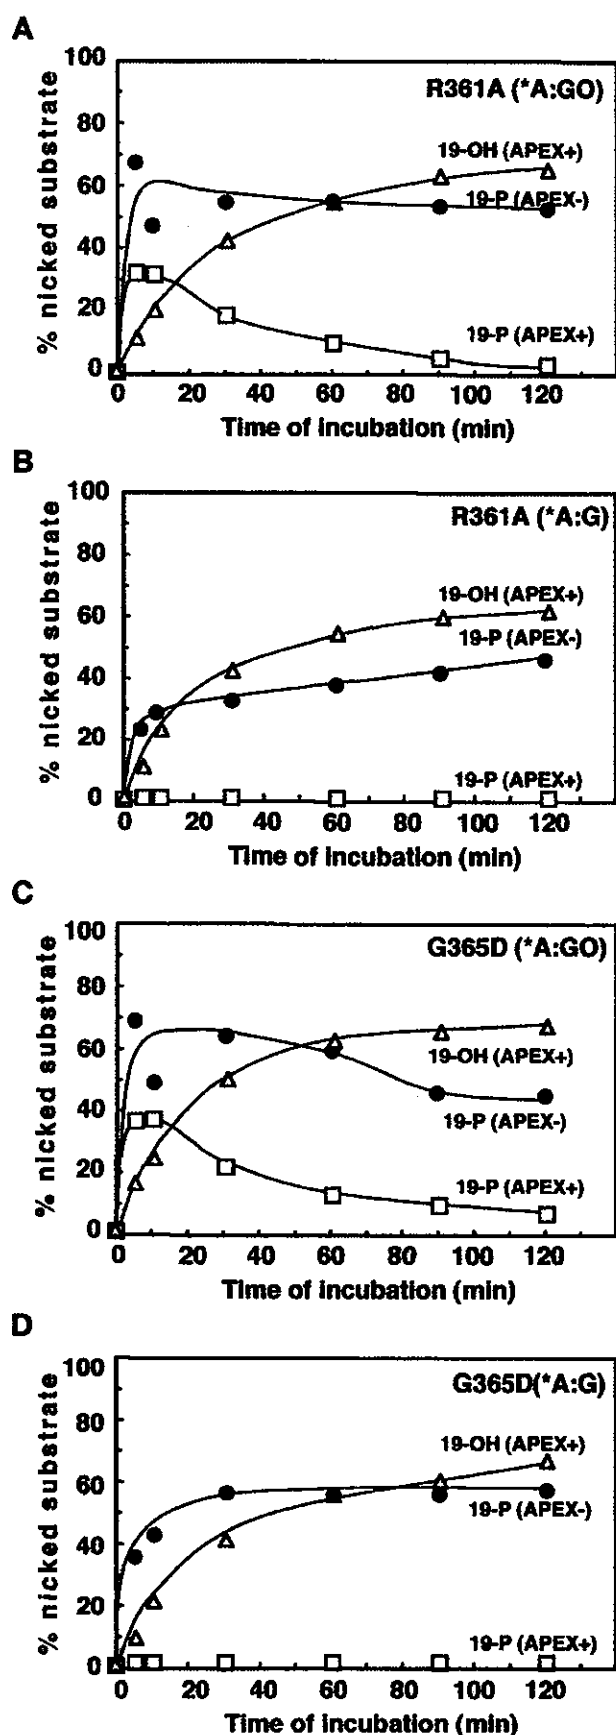 A
100
80
60
40
20
0
% nicked substrate
R361A (*A:GO)
19-OH (APEX+)
19-P (APEX-)
19-P (APEX+)
0 20 40 60 80 100 120
Time of incubation (min)
B
100
80
60
40
20
0
% nicked substrate
R361A (*A:G)
19-OH (APEX+)
19-P (APEX-)
19-P (APEX+)
0 20 40 60 80 100 120
Time of incubation (min)
C
100
80
60
40
20
0
% nicked substrate
G365D (*A:GO)
19-OH (APEX+)
19-P (APEX-)
19-P (APEX+)
0 20 40 60 80 100 120
Time of incubation (min)
D
100
80
60
40
20
0
% nicked substrate
G365D(*A:G)
19-OH (APEX+)
19-P (APEX-)
19-P (APEX+)
0 20 40 60 80 100 120
Time of incubation (min)